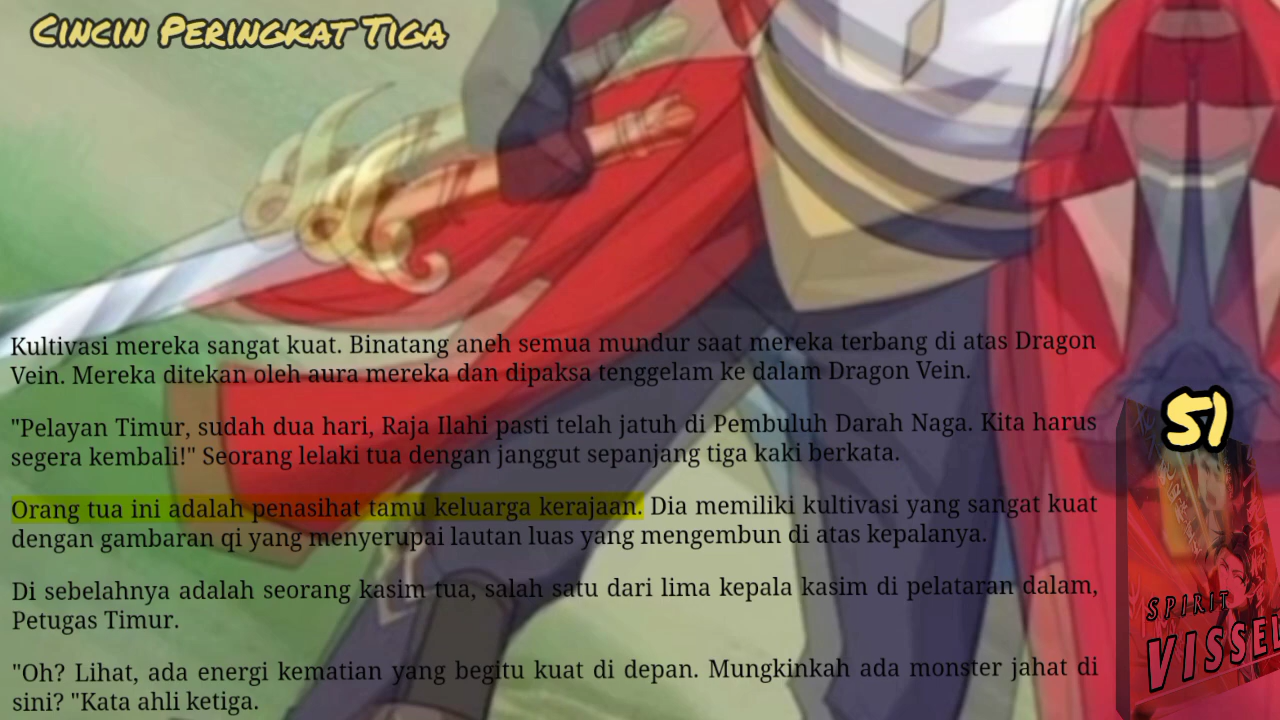 Cincin Peringkat Tiga
Kultivasi mereka sangat kuat. Binatang aneh semua mundur saat mereka terbang di atas Dragon
Vein. Mereka ditekan oleh aura mereka dan dipaksa tenggelam ke dalam Dragon Vein.
"Pelayan Timur, sudah dua hari, Raja Ilahi pasti telah jatuh di Pembuluh Darah Naga. Kita harus
segera kembali!" Seorang lelaki tua dengan janggut sepanjang tiga kaki berkata.
Orang tua ini adalah penasihat tamu keluarga kerajaan. Dia memiliki kultivasi yang sangat kuat
dengan gambaran qi yang menyerupai lautan luas yang mengembun di atas kepalanya.
Di sebelahnya adalah seorang kasim tua, salah satu dari lima kepala kasim di pelataran dalam,
Petugas Timur.
"Oh? Lihat, ada energi kematian yang begitu kuat di depan. Mungkinkah ada monster jahat di
sini? "Kata ahli ketiga.
51
SPIRIT
VISSEL